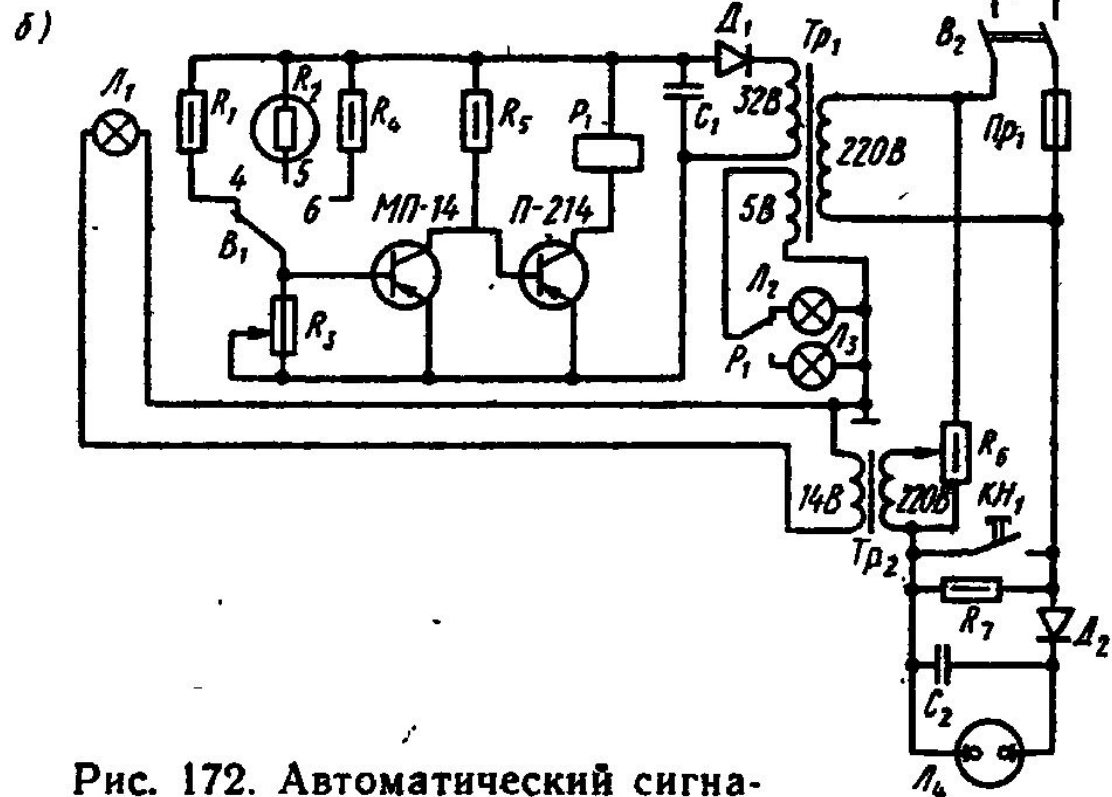 б)
Л₁
R₁
R₂
R₄
R₅
P₁
C₁
Д₁
Тр₁
В₂
Пр₁
32В
220В
5В
4
5
6
В₁
МП-14
П-214
R₃
Л₂
P₁
Л₃
R₆
КН₁
14В
220В
Тр₂
R₇
Д₂
C₂
Л₄
Рис. 172. Автоматический сигна-